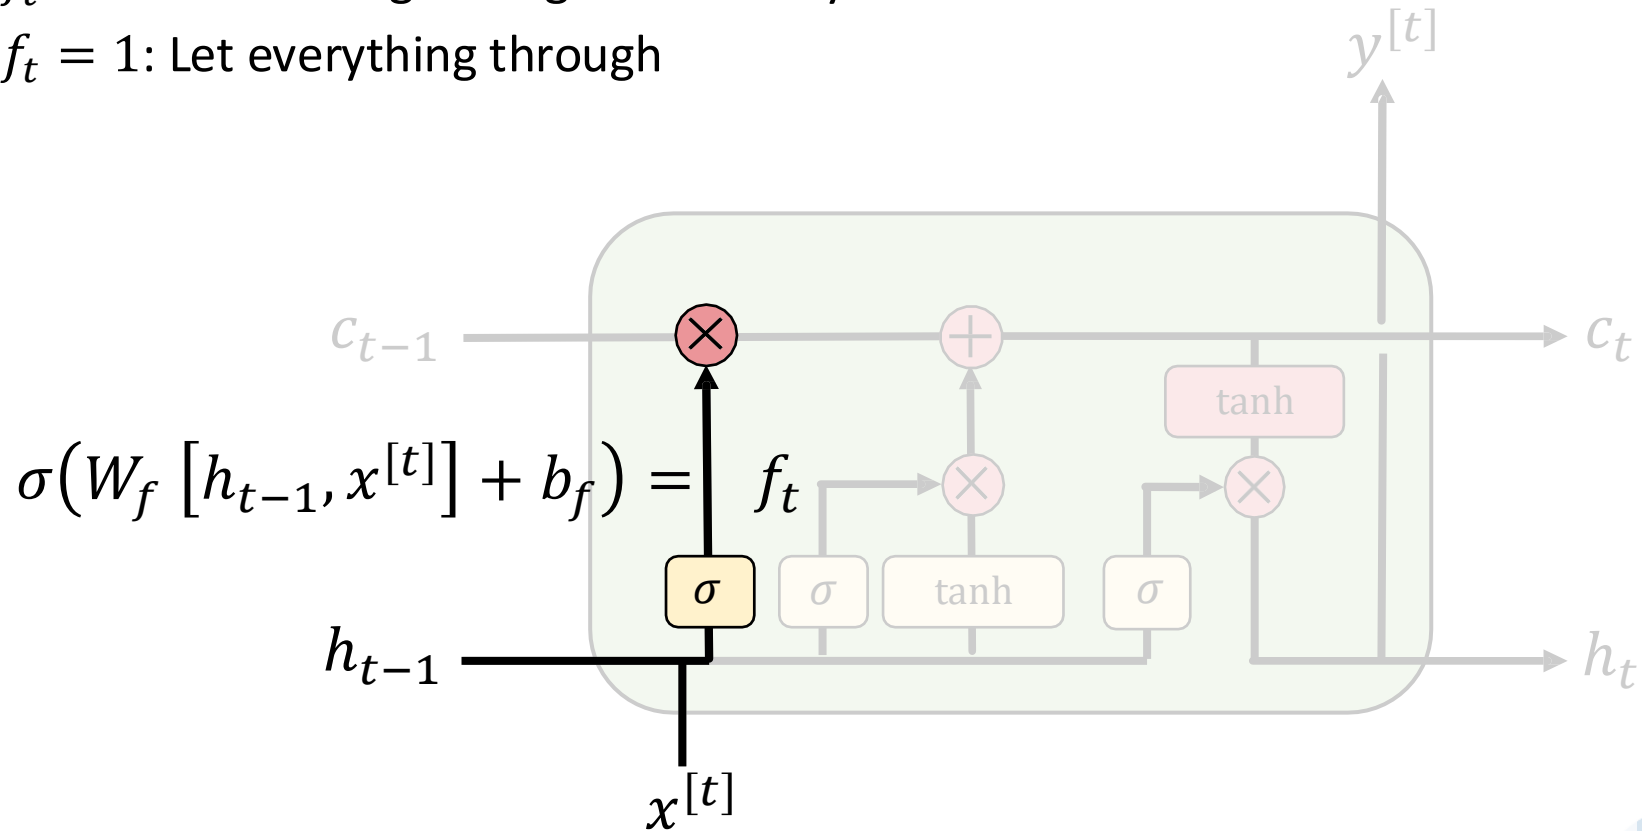 f_t = 1: Let everything through
y^{[t]}
c_{t−1}
c_t
tanh
σ(W_f [h_{t−1}, x^{[t]}] + b_f) = f_t
σ σ tanh σ
h_{t−1}
h_t
x^{[t]}